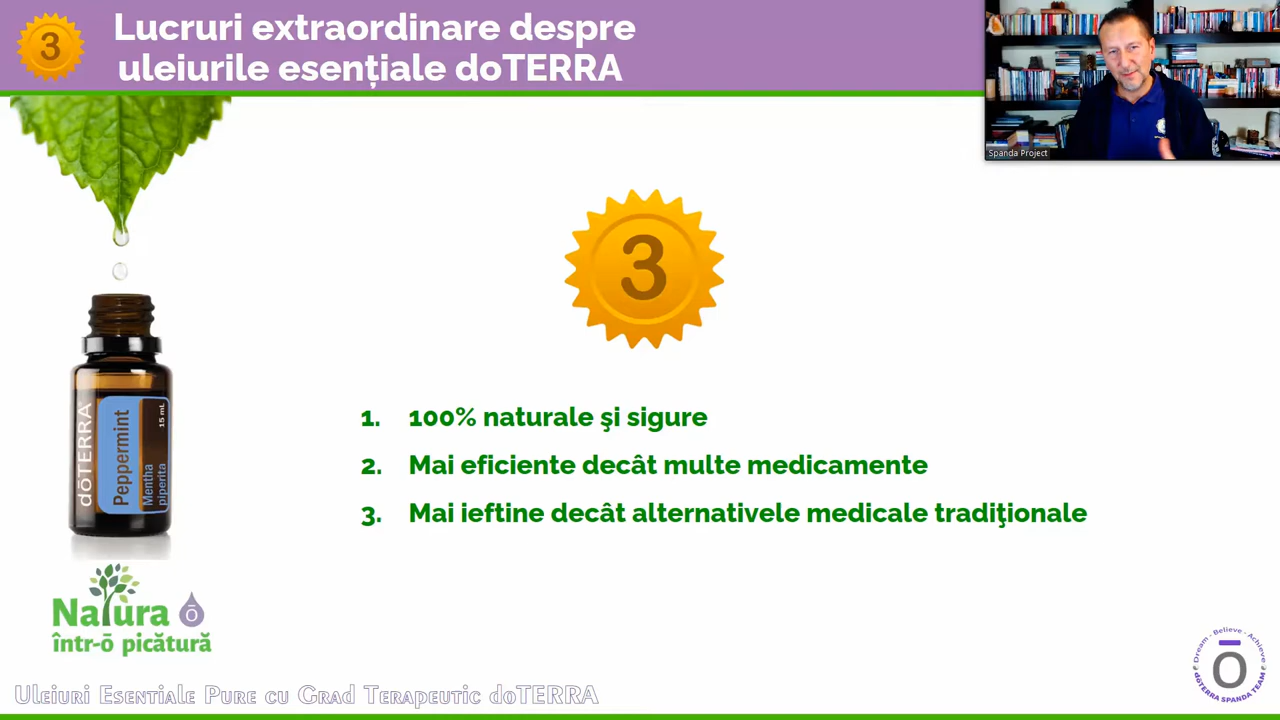 3
Lucruri extraordinare despre
uleiurile esențiale doTERRA
Spanda Project
3
1. 100% naturale şi sigure
2. Mai eficiente decât multe medicamente
3. Mai ieftine decât alternativele medicale tradiţionale
dōTERRA
Peppermint
Mentha
piperita
15 mL
Natura ō
într-ō picătură
Uleiuri Esentiale Pure cu Grad Terapeutic doTERRA
Dream - Believe - Achieve
Ō
dōTERRA SPANDA TEAM